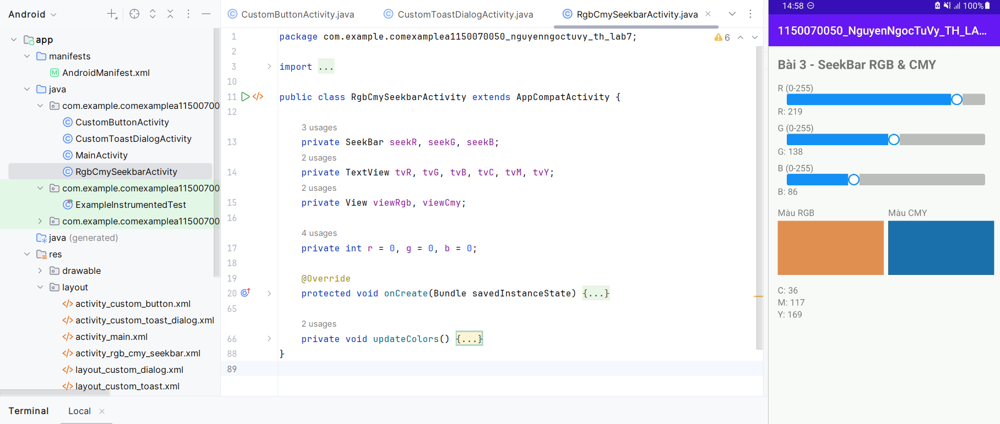 Android
app
manifests
AndroidManifest.xml
java
com.example.comexamplea11500700
CustomButtonActivity
CustomToastDialogActivity
MainActivity
RgbCmySeekbarActivity
com.example.comexamplea11500700
ExampleInstrumentedTest
com.example.comexamplea11500700
java (generated)
res
drawable
layout
activity_custom_button.xml
activity_custom_toast_dialog.xml
activity_main.xml
activity_rgb_cmy_seekbar.xml
layout_custom_dialog.xml
layout_custom_toast.xml
Terminal Local
CustomButtonActivity.java CustomToastDialogActivity.java RgbCmySeekbarActivity.java
6
1 package com.example.comexamplea1150070050_nguyenngoctuvy_th_lab7;
2
3 import ...
10
11 public class RgbCmySeekbarActivity extends AppCompatActivity {
12
3 usages
13 private SeekBar seekR, seekG, seekB;
2 usages
14 private TextView tvR, tvG, tvB, tvC, tvM, tvY;
2 usages
15 private View viewRgb, viewCmy;
16
4 usages
17 private int r = 0, g = 0, b = 0;
18
19 @Override
20 protected void onCreate(Bundle savedInstanceState) {...}
65
2 usages
66 private void updateColors() {...}
88 }
89
14:58 100%
1150070050_NguyenNgocTuVy_TH_LA...
Bài 3 - SeekBar RGB & CMY
R (0-255)
R: 219
G (0-255)
G: 138
B (0-255)
B: 86
Màu RGB Màu CMY
C: 36
M: 117
Y: 169